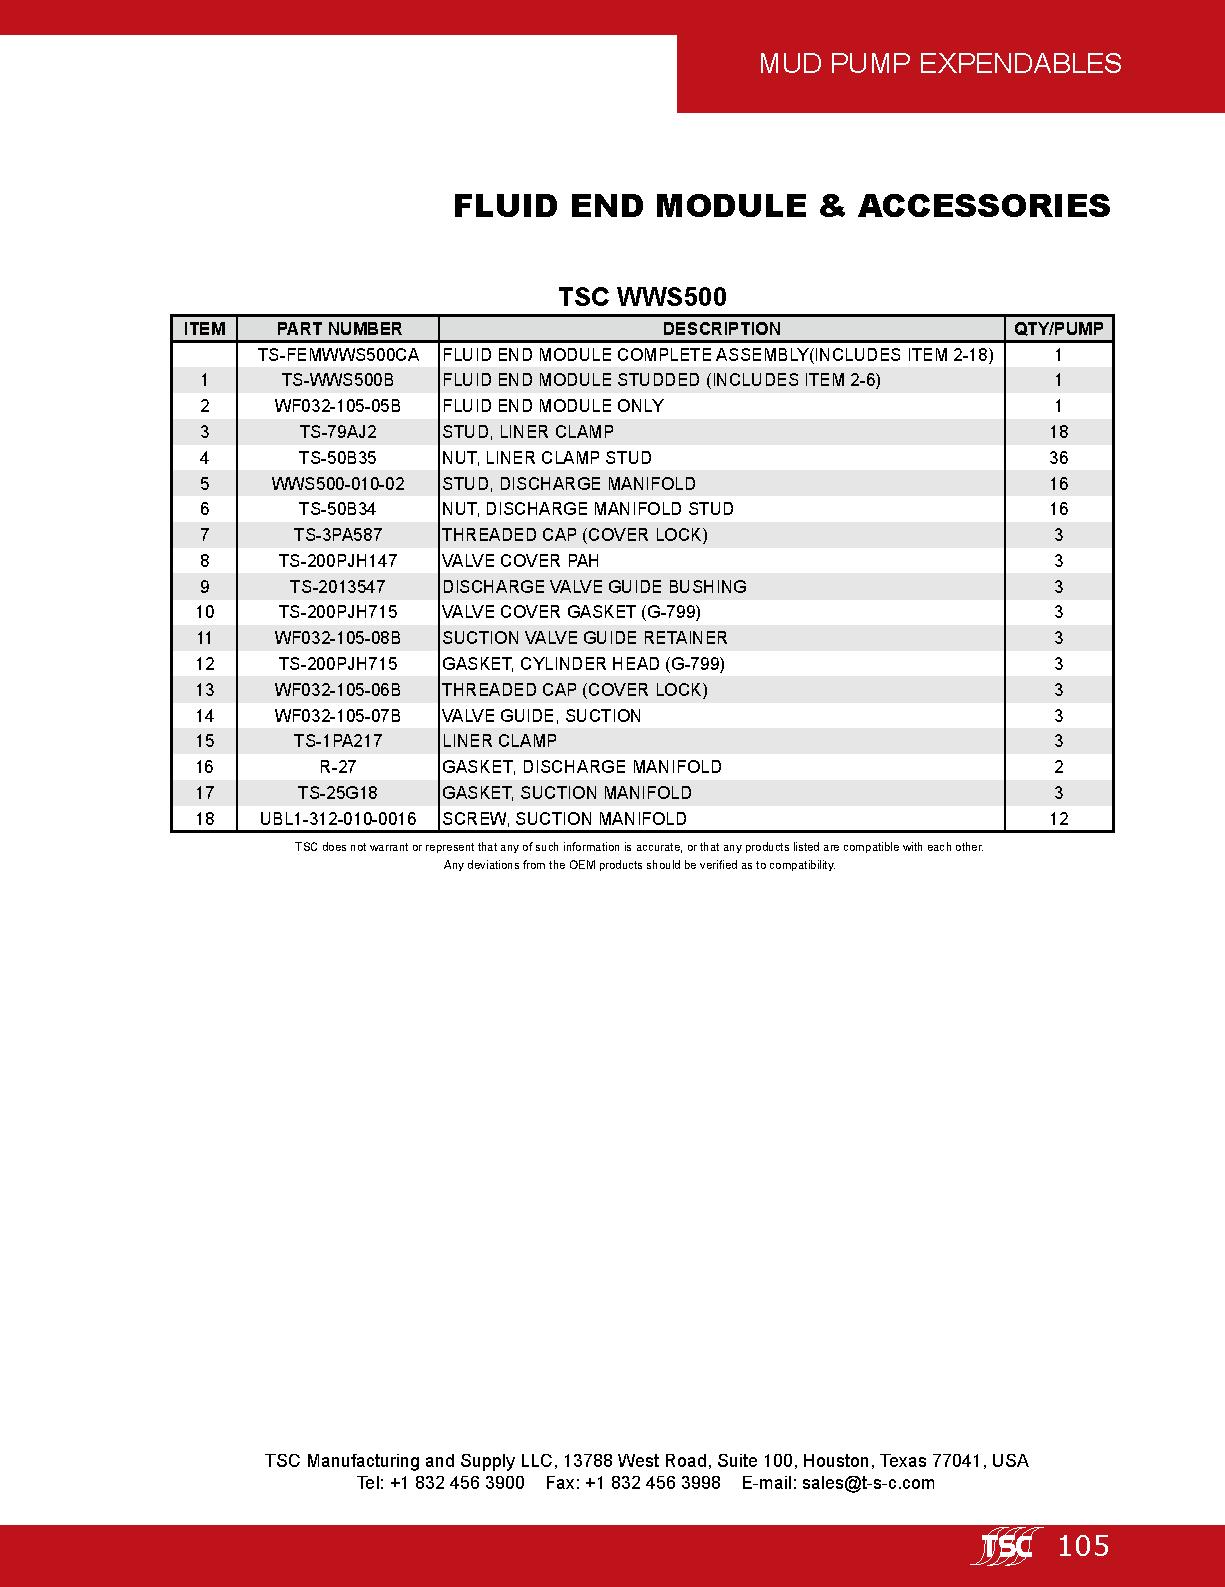 MUD PUMP EXPENDABLES
FLUID END MODULE & ACCESSORIES
TSC WWS500
ITEM PART NUMBER DESCRIPTION QTY/PUMP
TS-FEMWWS500CA FLUID END MODULE COMPLETE ASSEMBLY(INCLUDES ITEM 2-18) 1
1 TS-WWS500B FLUID END MODULE STUDDED (INCLUDES ITEM 2-6) 1
2 WF032-105-05B FLUID END MODULE ONLY 1
3 TS-79AJ2 STUD, LINER CLAMP 18
4 TS-50B35 NUT, LINER CLAMP STUD 36
5 WWS500-010-02 STUD, DISCHARGE MANIFOLD 16
6 TS-50B34 NUT, DISCHARGE MANIFOLD STUD 16
7 TS-3PA587 THREADED CAP (COVER LOCK) 3
8 TS-200PJH147 VALVE COVER PAH 3
9 TS-2013547 DISCHARGE VALVE GUIDE BUSHING 3
10 TS-200PJH715 VALVE COVER GASKET (G-799) 3
11 WF032-105-08B SUCTION VALVE GUIDE RETAINER 3
12 TS-200PJH715 GASKET, CYLINDER HEAD (G-799) 3
13 WF032-105-06B THREADED CAP (COVER LOCK) 3
14 WF032-105-07B VALVE GUIDE, SUCTION 3
15 TS-1PA217 LINER CLAMP 3
16 R-27 GASKET, DISCHARGE MANIFOLD 2
17 TS-25G18 GASKET, SUCTION MANIFOLD 3
18 UBL1-312-010-0016 SCREW, SUCTION MANIFOLD 12
TSC does not warrant or represent that any of such information is accurate, or that any products listed are compatible with each other.
Any deviations from the OEM products should be verified as to compatibility.
TSC Manufacturing and Supply LLC, 13788 West Road, Suite 100, Houston, Texas 77041, USA
Tel: +1 832 456 3900 Fax: +1 832 456 3998 E-mail: sales@t-s-c.com
TSC 105